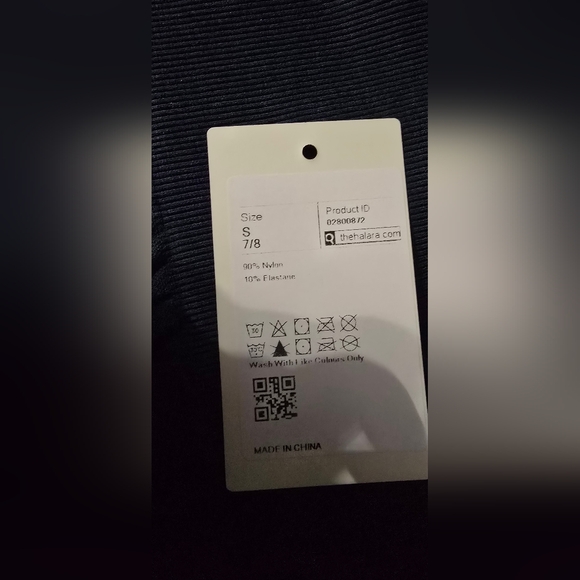 Size
S
7/8
Product ID
02800872
thehalara.com
90% Nylon
10% Elastane
Wash With Like Colours Only
MADE IN CHINA